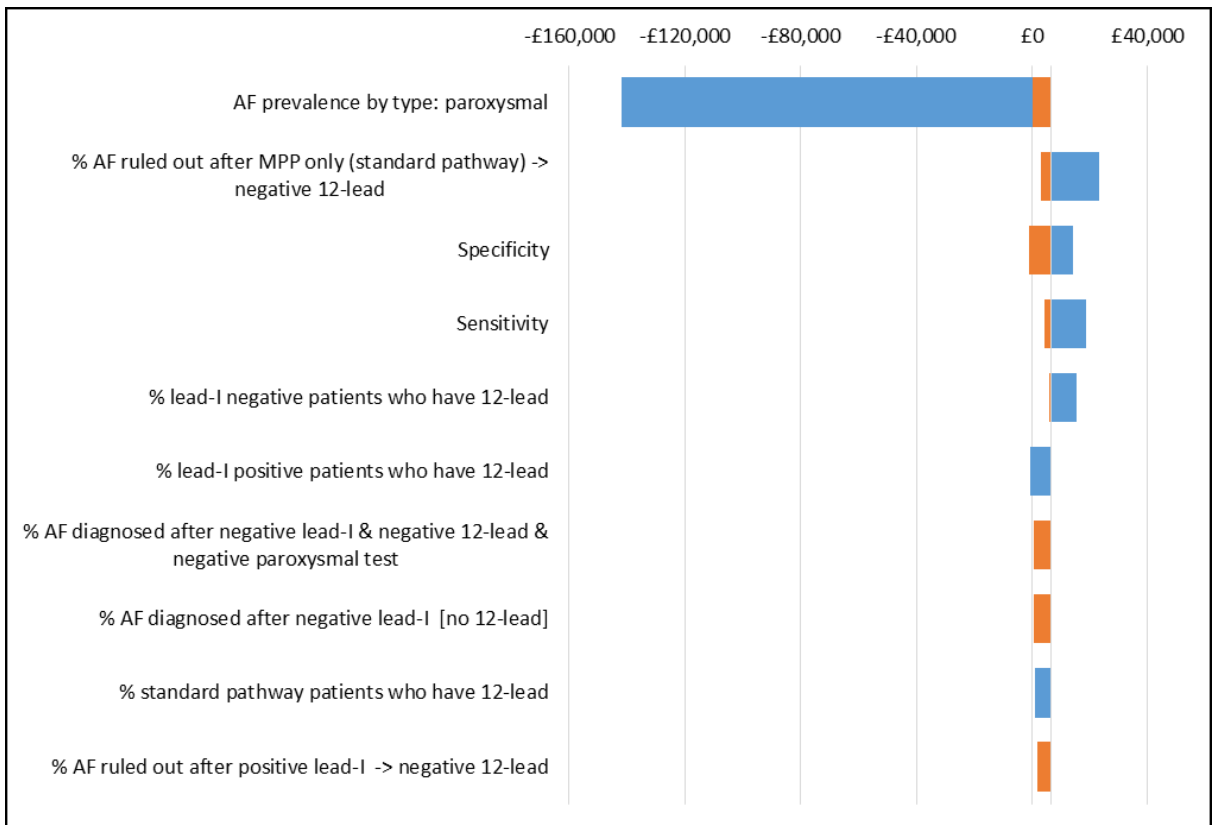 -£160,000 -£120,000 -£80,000 -£40,000 £0 £40,000
AF prevalence by type: paroxysmal
% AF ruled out after MPP only (standard pathway) ->
negative 12-lead
Specificity
Sensitivity
% lead-I negative patients who have 12-lead
% lead-I positive patients who have 12-lead
% AF diagnosed after negative lead-I & negative 12-lead &
negative paroxysmal test
% AF diagnosed after negative lead-I [no 12-lead]
% standard pathway patients who have 12-lead
% AF ruled out after positive lead-I -> negative 12-lead